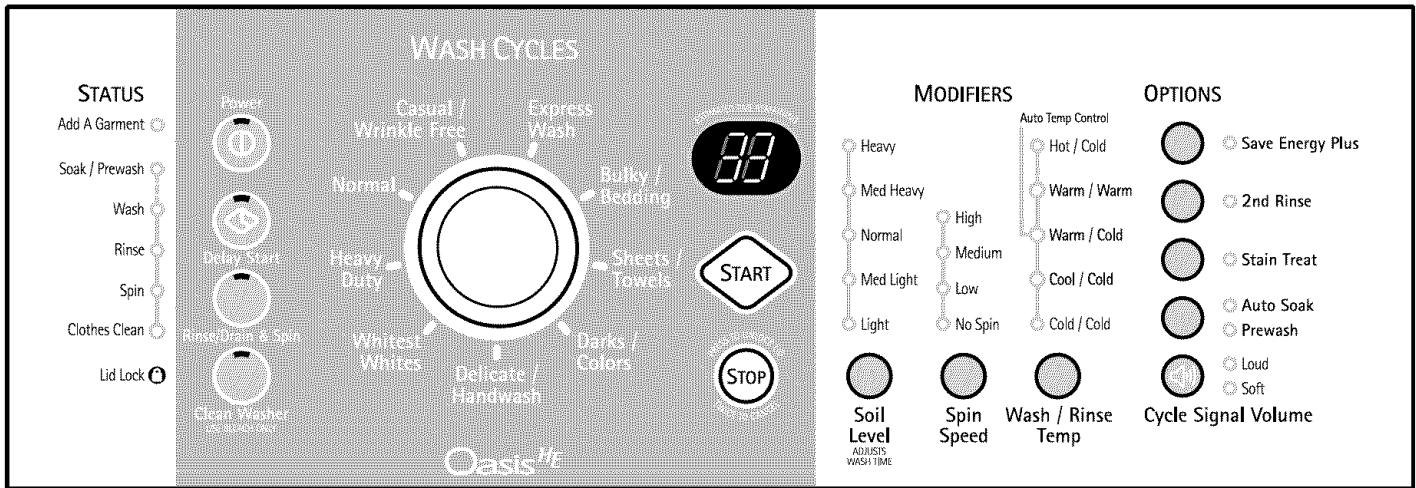 STATUS
Add A Garment
Soak / Prewash
Wash
Rinse
Spin
Clothes Clean
Lid Lock
Power
Delay Start
Rinse/Drain & Spin
Clean Washer
USE BLEACH ONLY
WASH CYCLES
Casual /
Wrinkle Free
Normal
Heavy
Duty
Whitest
Whites
Delicate /
Handwash
Express
Wash
Bulky /
Bedding
Sheets /
Towels
Darks /
Colors
START
STOP
Oasis HE
MODIFIERS
Heavy
Med Heavy
Normal
Med Light
Light
Soil
Level
ADJUSTS
WASH TIME
High
Medium
Low
No Spin
Spin
Speed
Auto Temp Control
Hot / Cold
Warm / Warm
Warm / Cold
Cool / Cold
Cold / Cold
Wash / Rinse
Temp
OPTIONS
Save Energy Plus
2nd Rinse
Stain Treat
Auto Soak
Prewash
Loud
Soft
Cycle Signal Volume